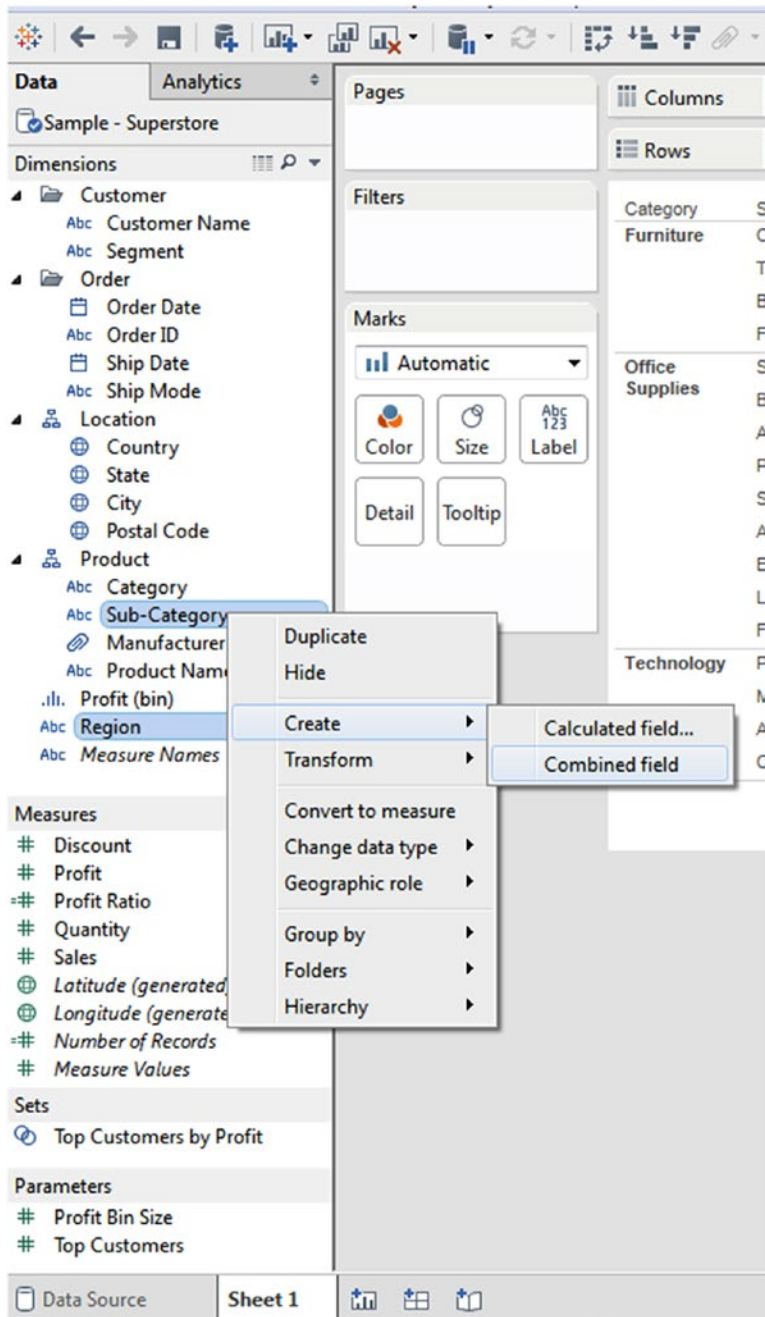 Data
Analytics
Sample - Superstore
Dimensions
Customer
Abc Customer Name
Abc Segment
Order
Order Date
Abc Order ID
Ship Date
Abc Ship Mode
Location
Country
State
City
Postal Code
Product
Abc Category
Abc Sub-Category
Manufacturer
Abc Product Name
Profit (bin)
Abc Region
Abc Measure Names
Measures
# Discount
# Profit
=# Profit Ratio
# Quantity
# Sales
Latitude (generated)
Longitude (generate
=# Number of Records
# Measure Values
Sets
Top Customers by Profit
Parameters
# Profit Bin Size
# Top Customers
Data Source
Sheet 1
Pages
Filters
Marks
Automatic
Color
Size
Abc
123
Label
Detail
Tooltip
Duplicate
Hide
Create
Transform
Convert to measure
Change data type
Geographic role
Group by
Folders
Hierarchy
Calculated field...
Combined field
Columns
Rows
Category
Furniture
Office
Supplies
Technology